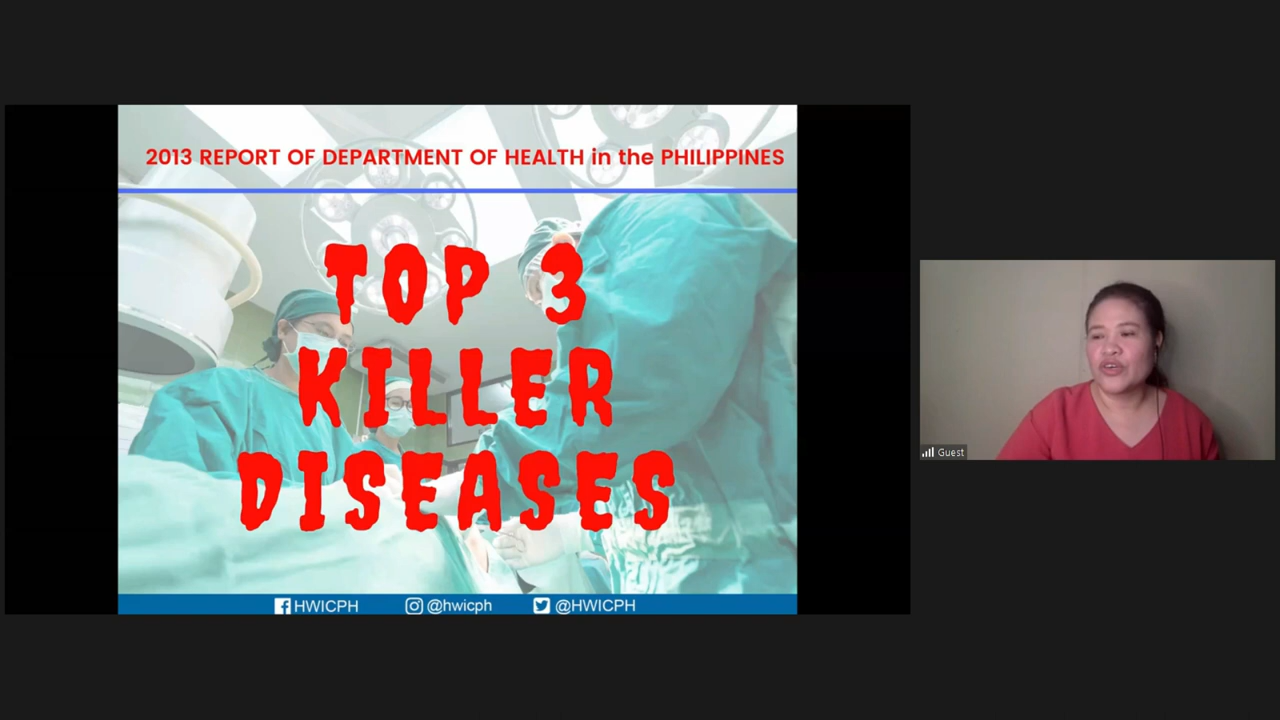 2013 REPORT OF DEPARTMENT OF HEALTH in the PHILIPPINES
TOP 3
KILLER
DISEASES
HWICPH @hwicph @HWICPH
Guest